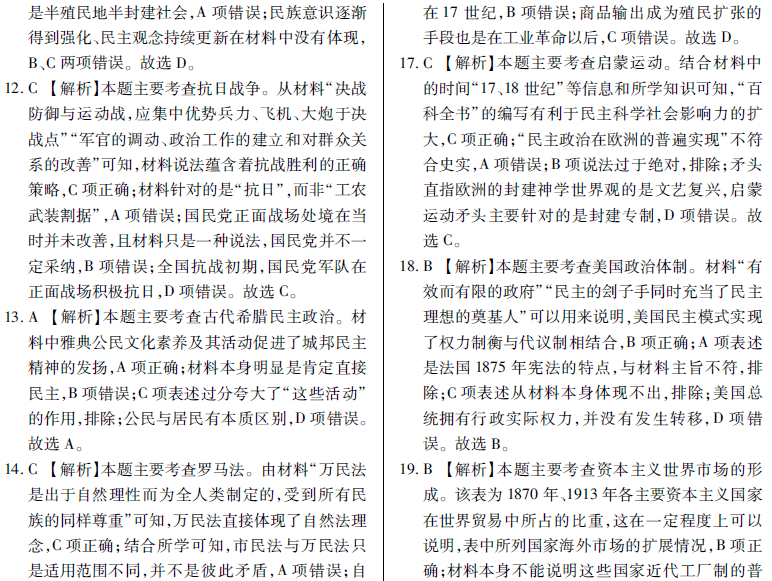 是半殖民地半封建社会,A 项错误;民族意识逐渐
得到强化、民主观念持续更新在材料中没有体现,
B、C 两项错误。故选 D。
12. C 【解析】本题主要考查抗日战争。从材料“决战
防御与运动战,应集中优势兵力、飞机、大炮于决
战点”“军官的调动、政治工作的建立和对群众关
系的改善”可知,材料说法蕴含着抗战胜利的正确
策略,C 项正确;材料针对的是“抗日”,而非“工农
武装割据”,A 项错误;国民党正面战场处境在当
时并未改善,且材料只是一种说法,国民党并不一
定采纳,B 项错误;全国抗战初期,国民党军队在
正面战场积极抗日,D 项错误。故选 C。
13. A 【解析】本题主要考查古代希腊民主政治。材
料中雅典公民文化素养及其活动促进了城邦民主
精神的发扬,A 项正确;材料本身明显是肯定直接
民主,B 项错误;C 项表述过分夸大了“这些活动”
的作用,排除;公民与居民有本质区别,D 项错误。
故选 A。
14. C 【解析】本题主要考查罗马法。由材料“万民法
是出于自然理性而为全人类制定的,受到所有民
族的同样尊重”可知,万民法直接体现了自然法理
念,C 项正确;结合所学可知,市民法与万民法只
是适用范围不同,并不是彼此矛盾,A 项错误;自
在 17 世纪,B 项错误;商品输出成为殖民扩张的
手段也是在工业革命以后,C 项错误。故选 D。
17. C 【解析】本题主要考查启蒙运动。结合材料中
的时间“17、18 世纪”等信息和所学知识可知,“百
科全书”的编写有利于民主科学社会影响力的扩
大,C 项正确;“民主政治在欧洲的普遍实现”不符
合史实,A 项错误;B 项说法过于绝对,排除;矛头
直指欧洲的封建神学世界观的是文艺复兴,启蒙
运动矛头主要针对的是封建专制,D 项错误。故
选 C。
18. B 【解析】本题主要考查美国政治体制。材料“有
效而有限的政府”“民主的刽子手同时充当了民主
理想的奠基人”可以用来说明,美国民主模式实现
了权力制衡与代议制相结合,B 项正确;A 项表述
是法国 1875 年宪法的特点,与材料主旨不符,排
除;C 项表述从材料本身体现不出,排除;美国总
统拥有行政实际权力,并没有发生转移,D 项错
误。故选 B。
19. B 【解析】本题主要考查资本主义世界市场的形
成。该表为 1870 年、1913 年各主要资本主义国家
在世界贸易中所占的比重,这在一定程度上可以
说明,表中所列国家海外市场的扩展情况,B 项正
确;材料本身不能说明这些国家近代工厂制的普